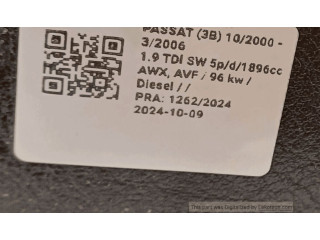 PASSAT (3B) 10/2000 -
3/2006
1.9 TDI SW 5p/d/1896cc
AWX, AVF / 96 kw /
Diesel / /
PRA: 1262/2024
2024-10-09